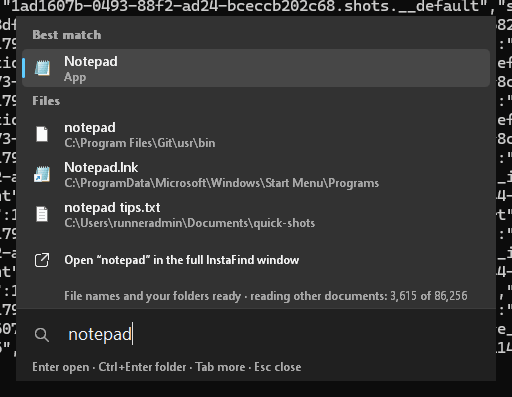 "1ad1607b-0493-88f2-ad24-bceccb202c68.shots.__default","s
Best match
Notepad
App
Files
notepad
C:\Program Files\Git\usr\bin
Notepad.lnk
C:\ProgramData\Microsoft\Windows\Start Menu\Programs
notepad tips.txt
C:\Users\runneradmin\Documents\quick-shots
Open “notepad” in the full InstaFind window
File names and your folders ready · reading other documents: 3,615 of 86,256
notepad
Enter open · Ctrl+Enter folder · Tab more · Esc close